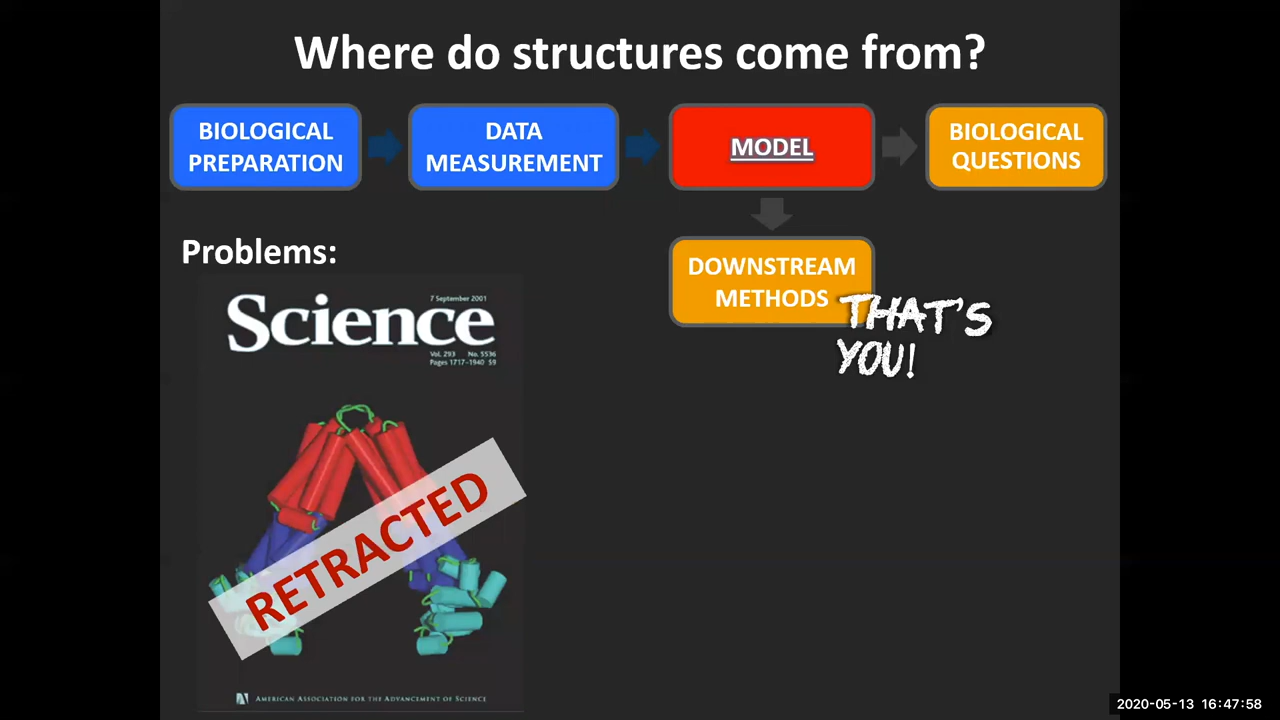 Where do structures come from?
BIOLOGICAL
PREPARATION
DATA
MEASUREMENT
MODEL
BIOLOGICAL
QUESTIONS
DOWNSTREAM
METHODS
THAT'S
YOU!
Problems:
7 September 2001
Science
Vol. 293 No. 5536
Pages 1717–1940 $9
RETRACTED
AMERICAN ASSOCIATION FOR THE ADVANCEMENT OF SCIENCE
2020-05-13 16:47:58